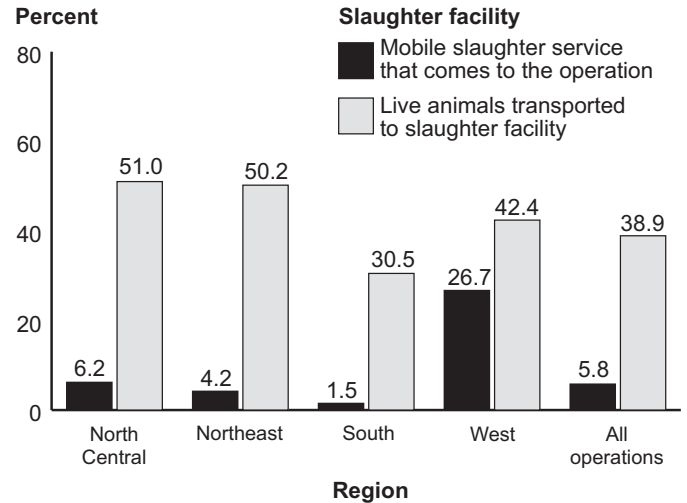 Percent
Slaughter facility
Mobile slaughter service
that comes to the operation
Live animals transported
to slaughter facility
80
60
40
20
0
51.0
50.2
42.4
38.9
30.5
26.7
6.2
4.2
1.5
5.8
North
Central
Northeast
South
West
All
operations
Region